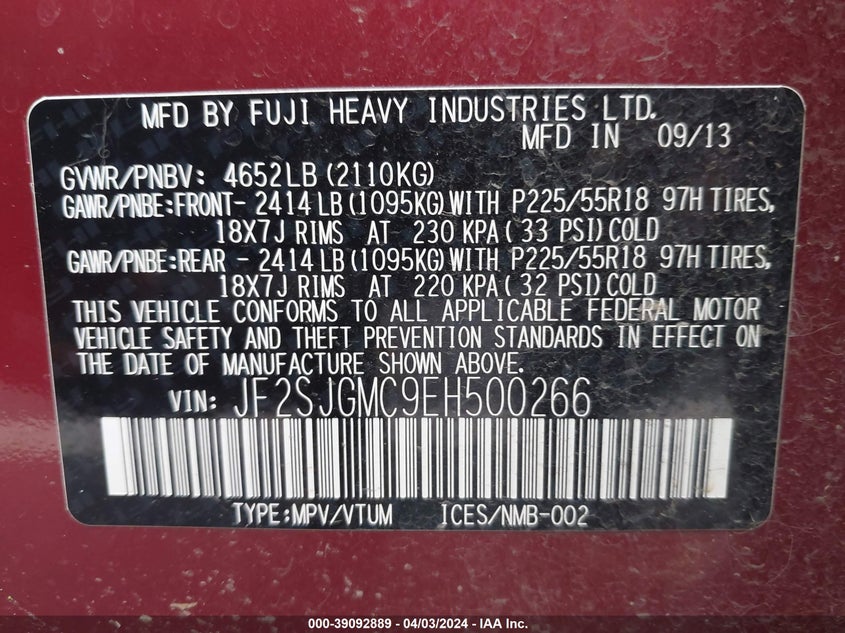 MFD BY FUJI HEAVY INDUSTRIES LTD.
MFD IN 09/13
GVWR/PNBV: 4652LB (2110KG)
GAWR/PNBE:FRONT- 2414 LB (1095KG) WITH P225/55R18 97H TIRES,
18X7J RIMS AT 230 KPA ( 33 PSI) COLD
GAWR/PNBE:REAR - 2414 LB (1095KG) WITH P225/55R18 97H TIRES,
18X7J RIMS AT 220 KPA ( 32 PSI) COLD
THIS VEHICLE CONFORMS TO ALL APPLICABLE FEDERAL MOTOR
VEHICLE SAFETY AND THEFT PREVENTION STANDARDS IN EFFECT ON
THE DATE OF MANUFACTURE SHOWN ABOVE.
VIN: JF2SJGMC9EH500266
TYPE:MPV/VTUM ICES/NMB-002
000-39092889 - 04/03/2024 - IAA Inc.